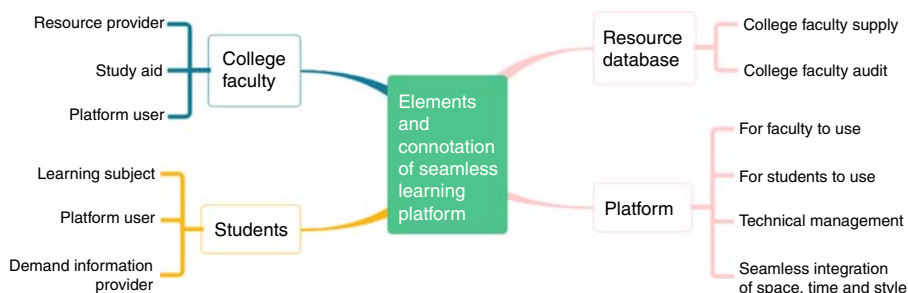 Resource provider
Study aid
Platform user
College
faculty
Learning subject
Platform user
Demand information
provider
Students
Elements
and
connotation
of seamless
learning
platform
Resource
database
College faculty supply
College faculty audit
Platform
For faculty to use
For students to use
Technical management
Seamless integration
of space, time and style